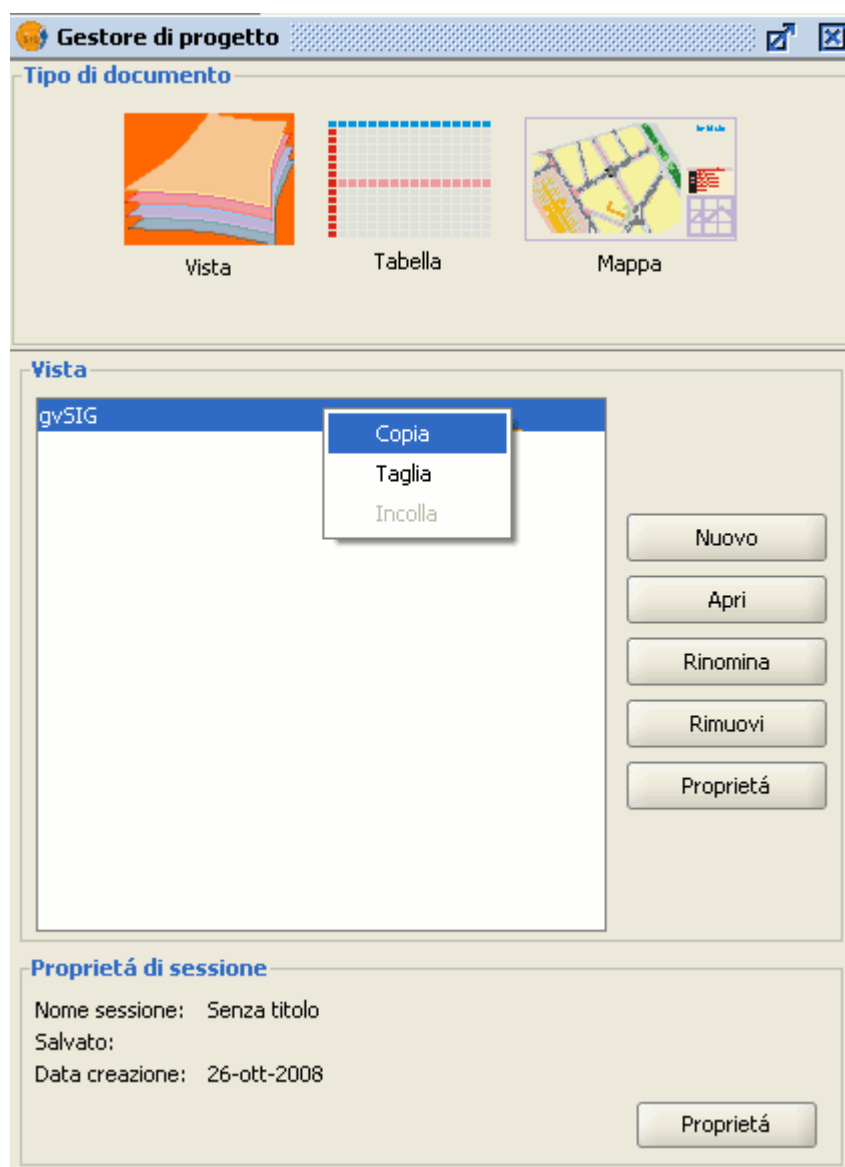 Gestore di progetto
Tipo di documento
Vista
Tabella
Mappa
Vista
gvSIG
Copia
Taglia
Incolla
Nuovo
Apri
Rinomina
Rimuovi
Proprietá
Proprietá di sessione
Nome sessione: Senza titolo
Salvato:
Data creazione: 26-ott-2008
Proprietá